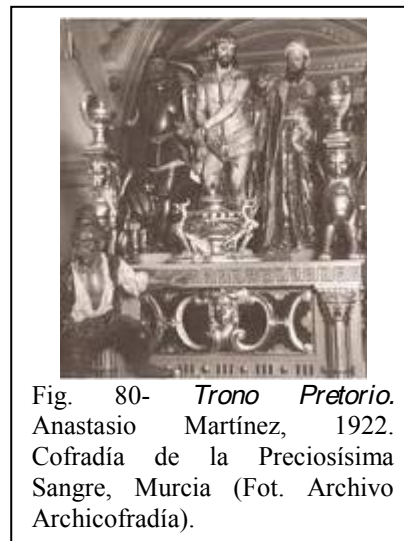 Fig. 80- Trono Pretorio.
Anastasio Martínez, 1922.
Cofradía de la Preciosísima
Sangre, Murcia (Fot. Archivo
Archicofradía).